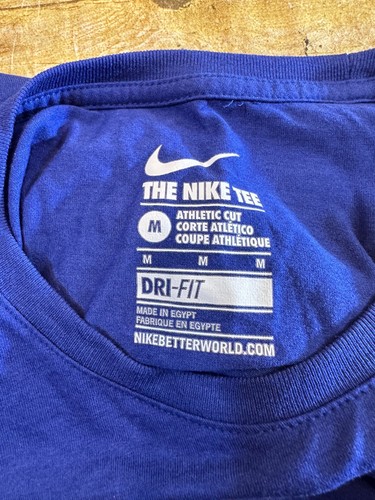 THE NIKE TEE
M
ATHLETIC CUT
CORTE ATLÉTICO
COUPE ATHLÉTIQUE
M M M
DRI-FIT
MADE IN EGYPT
FABRIQUE EN EGYPTE
NIKEBETTERWORLD.COM